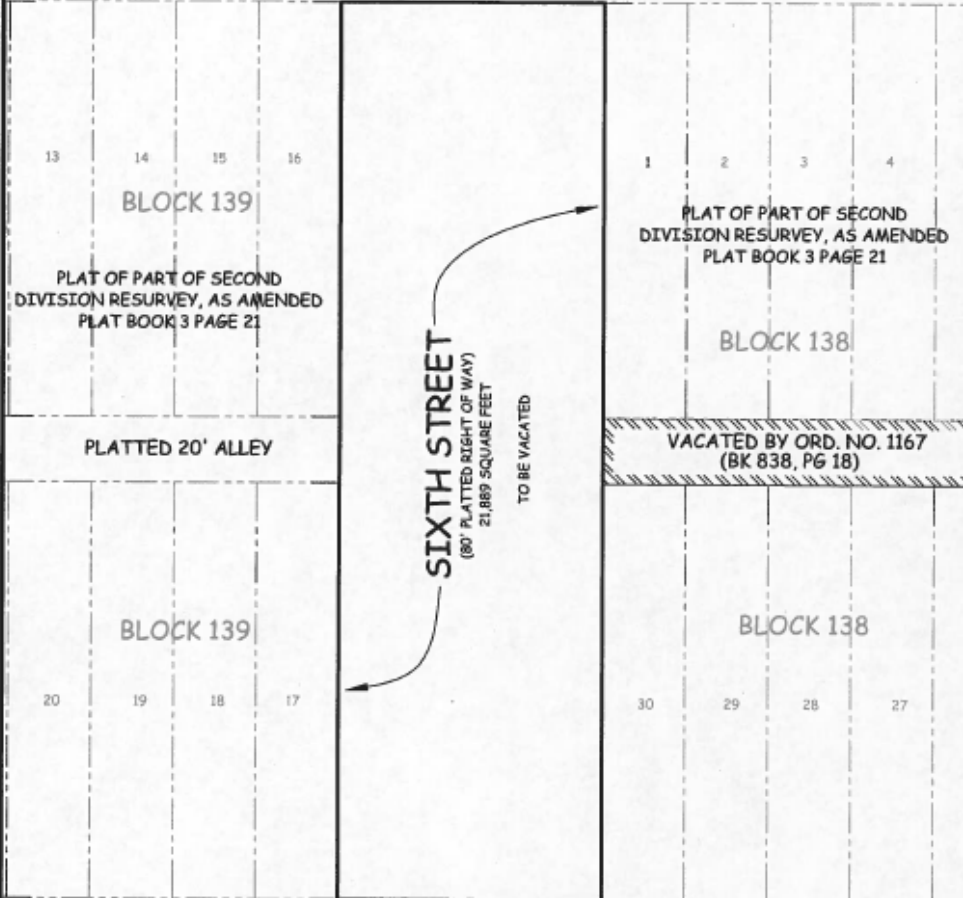 13 14 15 16
BLOCK 139
PLAT OF PART OF SECOND
DIVISION RESURVEY, AS AMENDED
PLAT BOOK 3 PAGE 21
PLATTED 20' ALLEY
BLOCK 139
20 19 18 17
SIXTH STREET
(80' PLATTED RIGHT OF WAY)
21,889 SQUARE FEET
TO BE VACATED
1 2 3 4
PLAT OF PART OF SECOND
DIVISION RESURVEY, AS AMENDED
PLAT BOOK 3 PAGE 21
BLOCK 138
VACATED BY ORD. NO. 1167
(BK 838, PG 18)
BLOCK 138
30 29 28 27